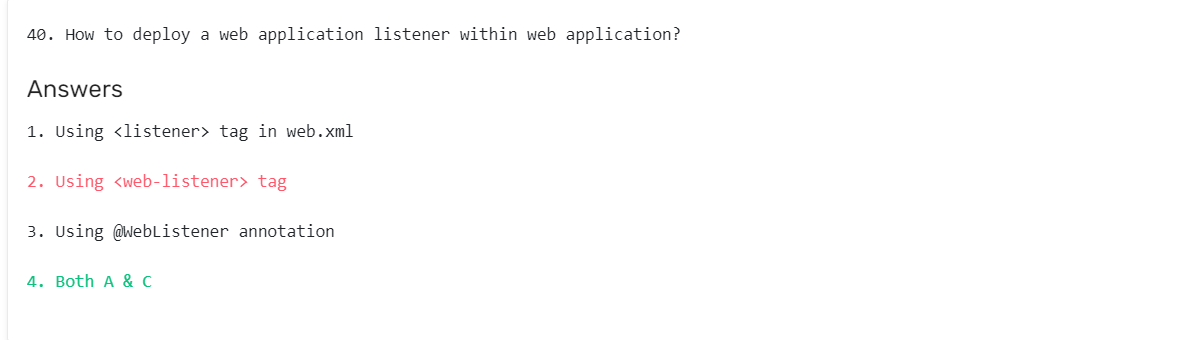 40. How to deploy a web application listener within web application?
Answers
1. Using <listener> tag in web.xml
2. Using <web-listener> tag
3. Using @WebListener annotation
4. Both A & C